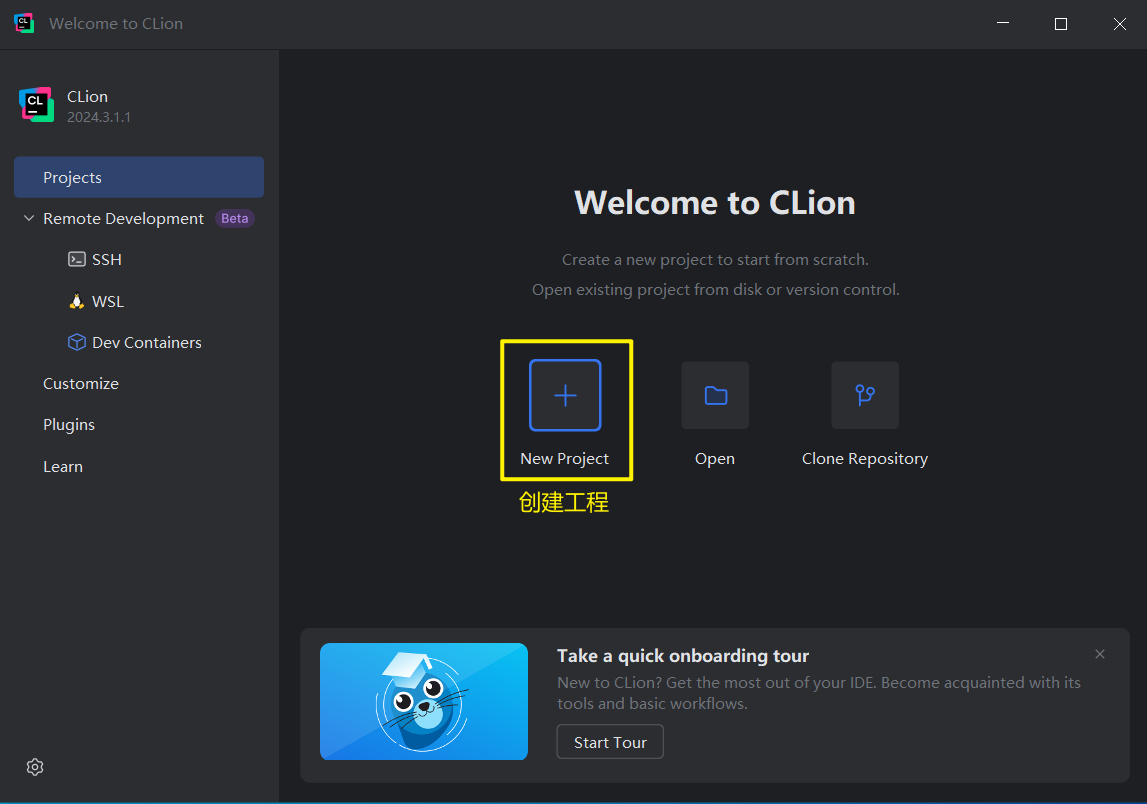 Welcome to CLion
CLion
2024.3.1.1
Projects
Remote Development Beta
SSH
WSL
Dev Containers
Customize
Plugins
Learn
Welcome to CLion
Create a new project to start from scratch.
Open existing project from disk or version control.
New Project
Open
Clone Repository
创建工程
Take a quick onboarding tour
New to CLion? Get the most out of your IDE. Become acquainted with its
tools and basic workflows.
Start Tour